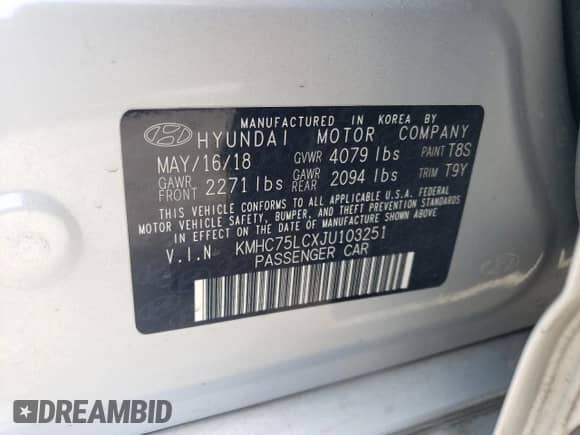 MANUFACTURED IN KOREA BY
HYUNDAI MOTOR COMPANY
MAY/16/18 GVWR 4079 lbs PAINT T8S
GAWR FRONT 2271 lbs GAWR REAR 2094 lbs TRIM T9Y
THIS VEHICLE CONFORMS TO ALL APPLICABLE U.S.A. FEDERAL
MOTOR VEHICLE SAFETY, BUMPER, AND THEFT PREVENTION
STANDARDS IN EFFECT ON THE DATE OF MANUFACTURE SHOWN ABOVE.
V.I.N KMHC75LCXJU103251
PASSENGER CAR
DREAMBID